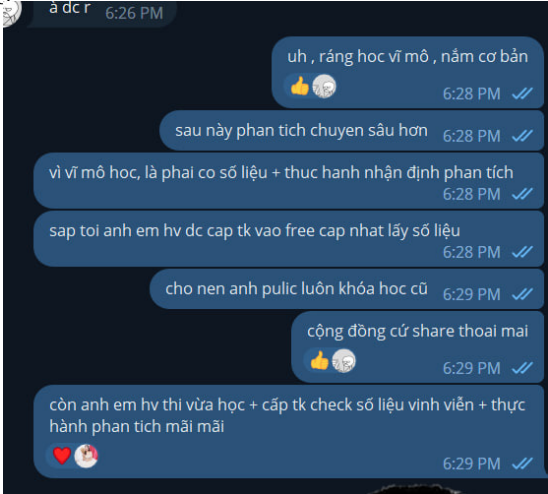 à dc r 6:26 PM
uh , ráng hoc vĩ mô , nắm cơ bản
6:28 PM
sau này phan tich chuyen sâu hơn 6:28 PM
vì vĩ mô hoc, là phai co số liệu + thuc hanh nhận định phan tích
6:28 PM
sap toi anh em hv dc cap tk vao free cap nhat lấy số liệu
6:28 PM
cho nen anh pulic luôn khóa hoc cũ 6:29 PM
cộng đồng cứ share thoai mai
6:29 PM
còn anh em hv thi vừa học + cấp tk check số liệu vinh viễn + thực
hành phan tich mãi mãi
6:29 PM